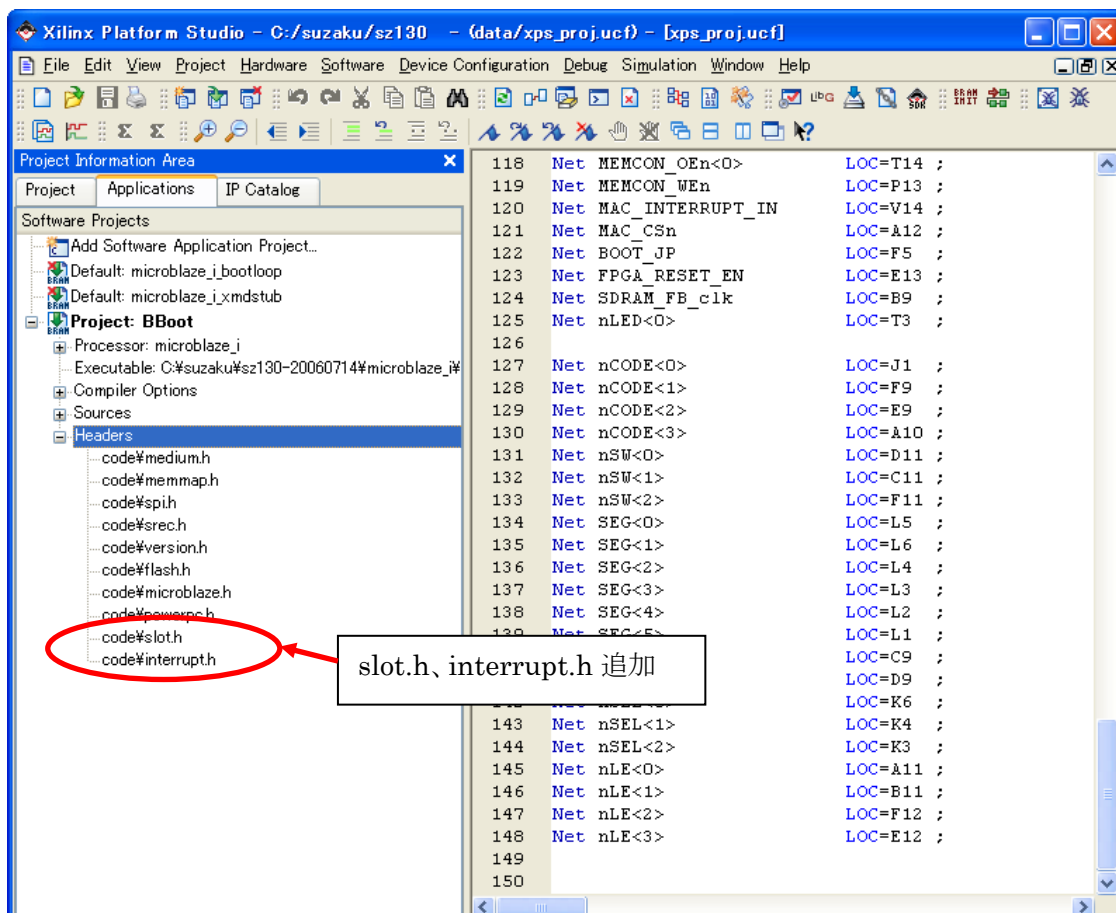 Xilinx Platform Studio - C:/suzaku/sz130 - (data/xps_proj.ucf) - [xps_proj.ucf]
File Edit View Project Hardware Software Device Configuration Debug Simulation Window Help
Project Information Area
Project Applications IP Catalog
Software Projects
Add Software Application Project...
Default: microblaze_i_bootloop
Default: microblaze_i_xmdstub
Project: BBoot
Processor: microblaze_i
Executable: C:¥suzaku¥sz130-20060714¥microblaze_i¥
Compiler Options
Sources
Headers
code¥medium.h
code¥memmap.h
code¥spi.h
code¥srec.h
code¥version.h
code¥flash.h
code¥microblaze.h
code¥powerpc.h
code¥slot.h
code¥interrupt.h
slot.h、interrupt.h 追加
118 Net MEMCON_OEn<0> LOC=T14 ;
119 Net MEMCON_WEn LOC=P13 ;
120 Net MAC_INTERRUPT_IN LOC=V14 ;
121 Net MAC_CSn LOC=A12 ;
122 Net BOOT_JP LOC=F5 ;
123 Net FPGA_RESET_EN LOC=E13 ;
124 Net SDRAM_FB_clk LOC=B9 ;
125 Net nLED<0> LOC=T3 ;
126
127 Net nCODE<0> LOC=J1 ;
128 Net nCODE<1> LOC=F9 ;
129 Net nCODE<2> LOC=E9 ;
130 Net nCODE<3> LOC=A10 ;
131 Net nSW<0> LOC=D11 ;
132 Net nSW<1> LOC=C11 ;
133 Net nSW<2> LOC=F11 ;
134 Net SEG<0> LOC=L5 ;
135 Net SEG<1> LOC=L6 ;
136 Net SEG<2> LOC=L4 ;
137 Net SEG<3> LOC=L3 ;
138 Net SEG<4> LOC=L2 ;
139 Net SEG<5> LOC=L1 ;
LOC=C9 ;
LOC=D9 ;
LOC=K6 ;
143 Net nSEL<1> LOC=K4 ;
144 Net nSEL<2> LOC=K3 ;
145 Net nLE<0> LOC=A11 ;
146 Net nLE<1> LOC=B11 ;
147 Net nLE<2> LOC=F12 ;
148 Net nLE<3> LOC=E12 ;
149
150